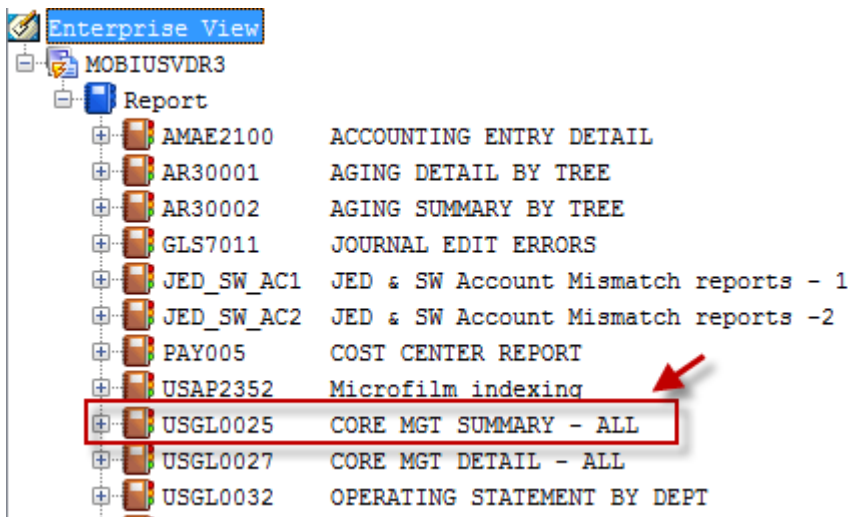 Enterprise View
MOBIUSVDR3
Report
AMAE2100 ACCOUNTING ENTRY DETAIL
AR30001 AGING DETAIL BY TREE
AR30002 AGING SUMMARY BY TREE
GLS7011 JOURNAL EDIT ERRORS
JED_SW_AC1 JED & SW Account Mismatch reports - 1
JED_SW_AC2 JED & SW Account Mismatch reports -2
PAY005 COST CENTER REPORT
USAP2352 Microfilm indexing
USGL0025 CORE MGT SUMMARY - ALL
USGL0027 CORE MGT DETAIL - ALL
USGL0032 OPERATING STATEMENT BY DEPT